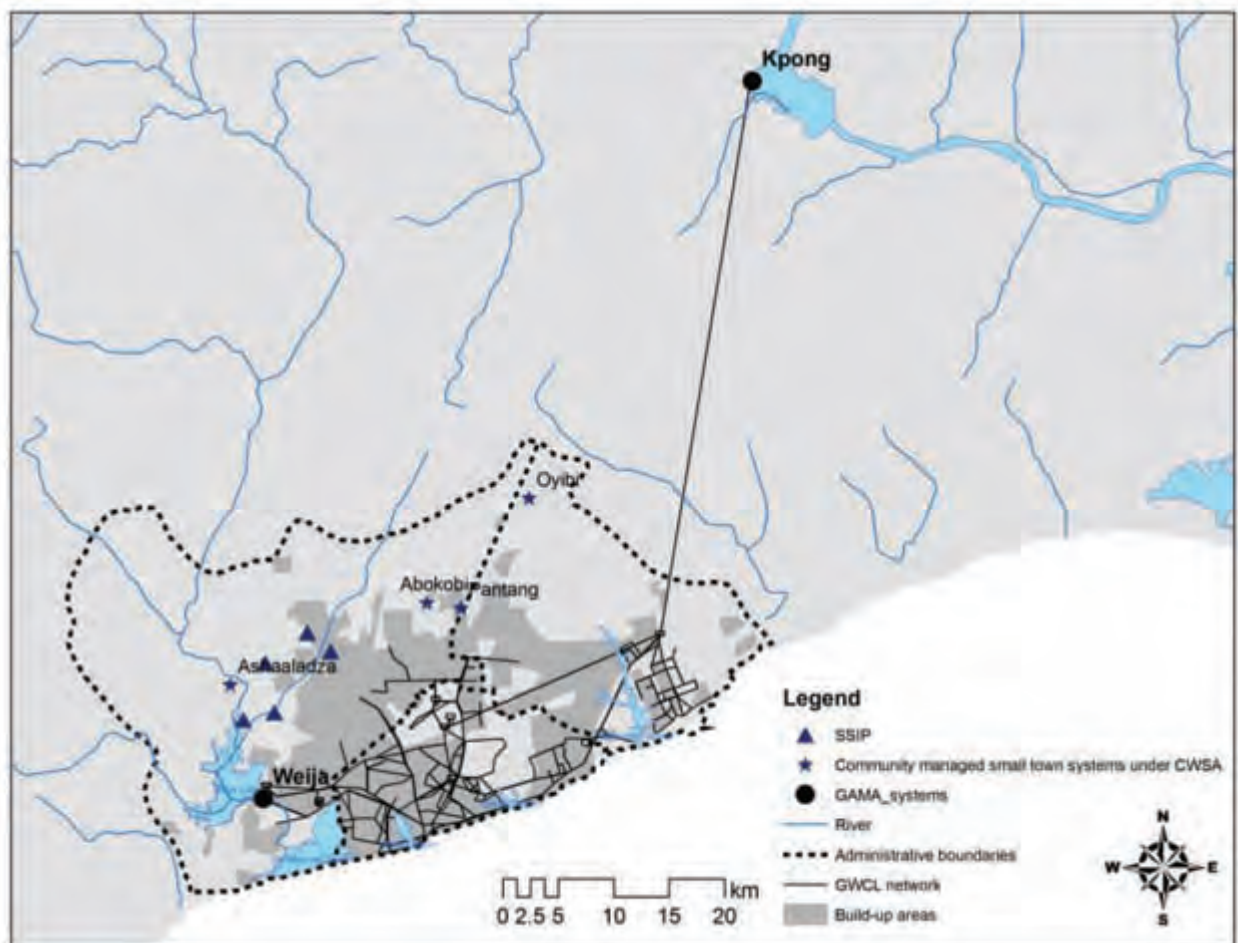 Kpong
Oyibi
Abokobi
Pantang
Ashaaladza
Weija
Legend
SSIP
Community managed small town systems under CWSA
GAMA_systems
River
Administrative boundaries
GWCL network
Build-up areas
km
0 2.5 5 10 15 20
N
W E
S